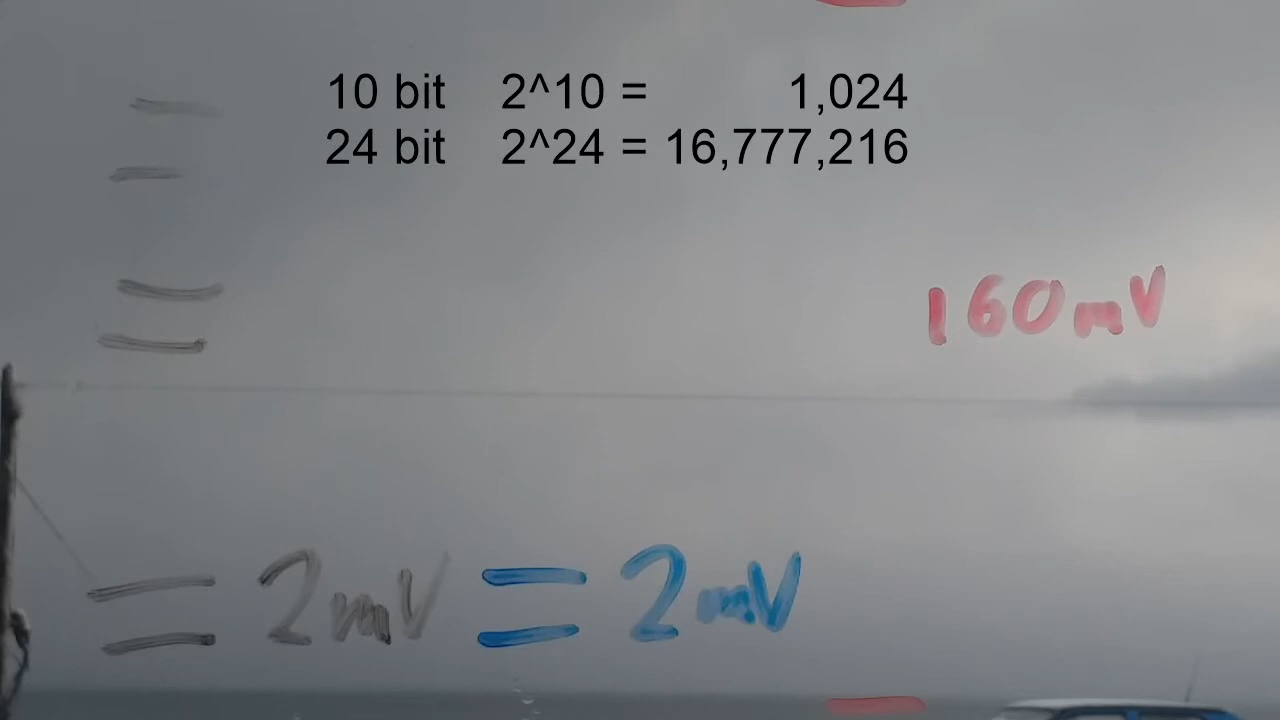 10 bit 2^10 = 1,024
24 bit 2^24 = 16,777,216
160mV
= 2mV = 2mV